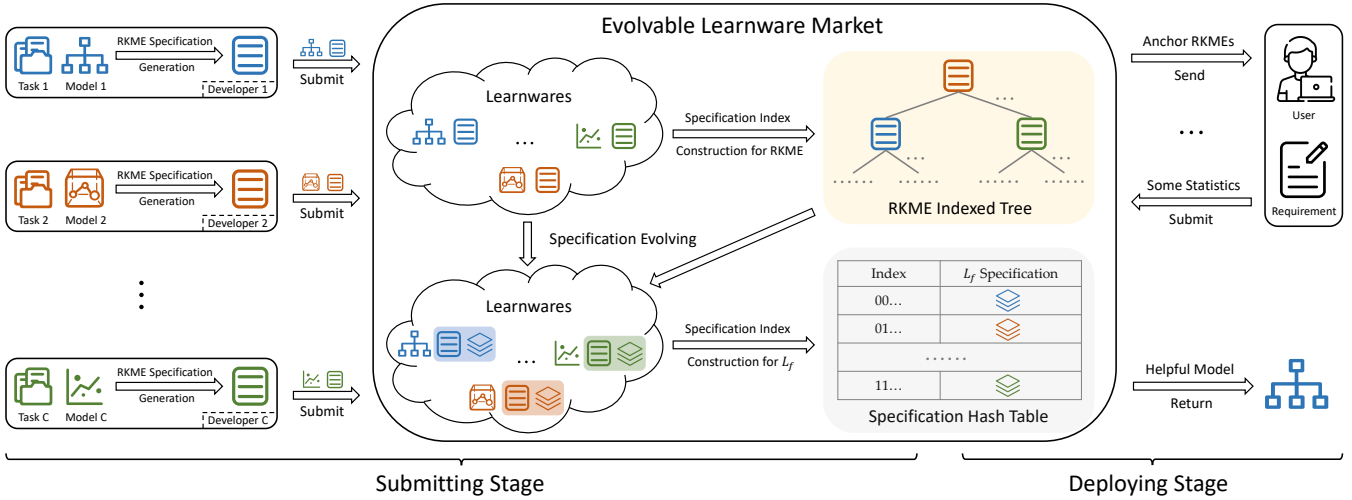 Evolvable Learnware Market
RKME Specification
Generation
Task 1
Model 1
Developer 1
Submit
RKME Specification
Generation
Task 2
Model 2
Developer 2
Submit
RKME Specification
Generation
Task C
Model C
Developer C
Submit
Learnwares
...
Specification Index
Construction for RKME
...
...
...
......
......
......
......
RKME Indexed Tree
Specification Evolving
Learnwares
...
Specification Index
Construction for L_f
Index
L_f Specification
00...
01...
......
11...
Specification Hash Table
Anchor RKMEs
Send
...
Some Statistics
Submit
User
Requirement
Helpful Model
Return
Submitting Stage
Deploying Stage